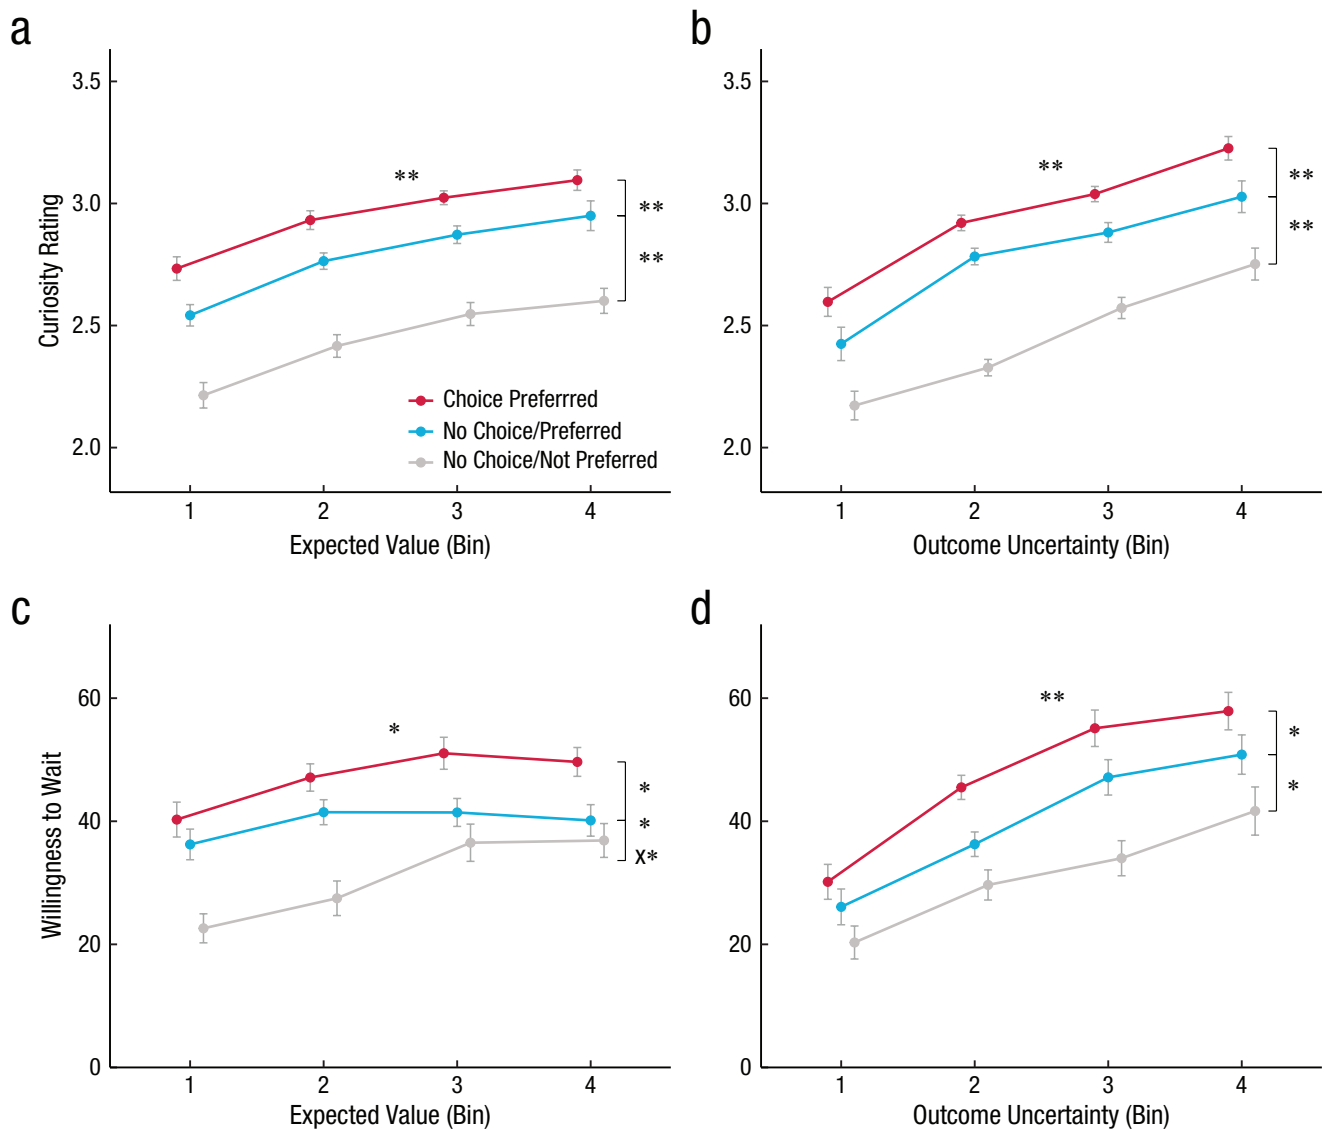 a
3.5
3.0
2.5
2.0
Curiosity Rating
**
**
**
Choice Preferrred
No Choice/Preferred
No Choice/Not Preferred
1 2 3 4
Expected Value (Bin)
b
3.5
3.0
2.5
2.0
**
**
**
1 2 3 4
Outcome Uncertainty (Bin)
c
60
40
20
0
Willingness to Wait
*
*
*
x*
1 2 3 4
Expected Value (Bin)
d
60
40
20
0
**
*
*
1 2 3 4
Outcome Uncertainty (Bin)